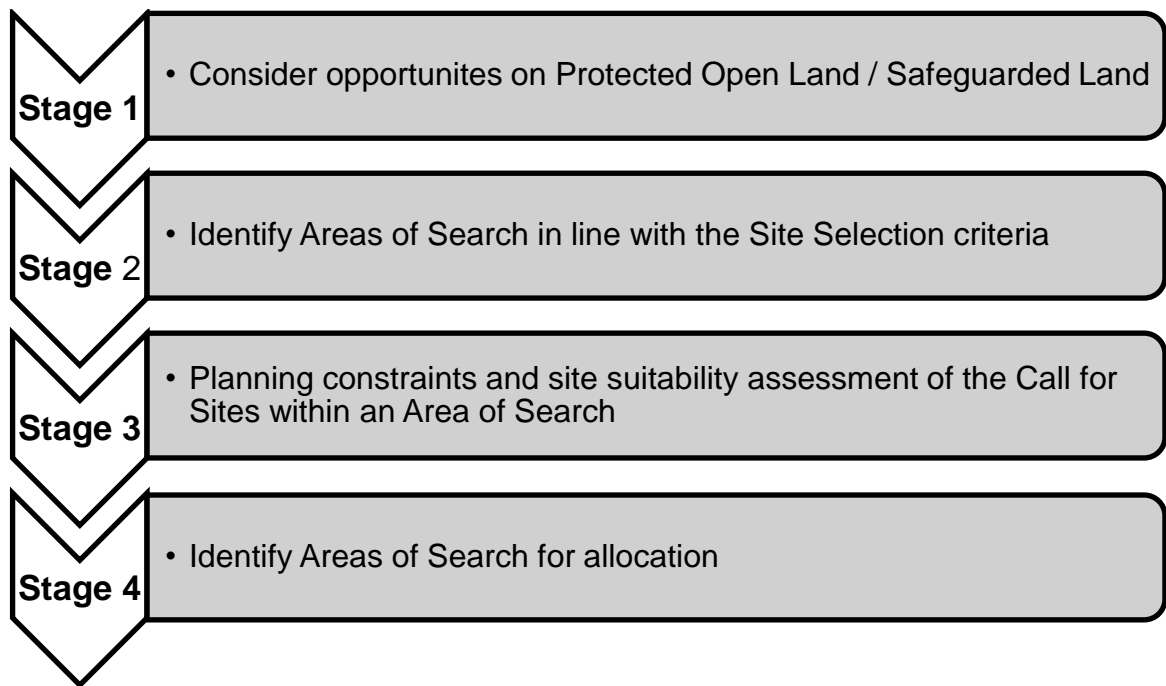 Stage 1
• Consider opportunites on Protected Open Land / Safeguarded Land
Stage 2
• Identify Areas of Search in line with the Site Selection criteria
Stage 3
• Planning constraints and site suitability assessment of the Call for
Sites within an Area of Search
Stage 4
• Identify Areas of Search for allocation